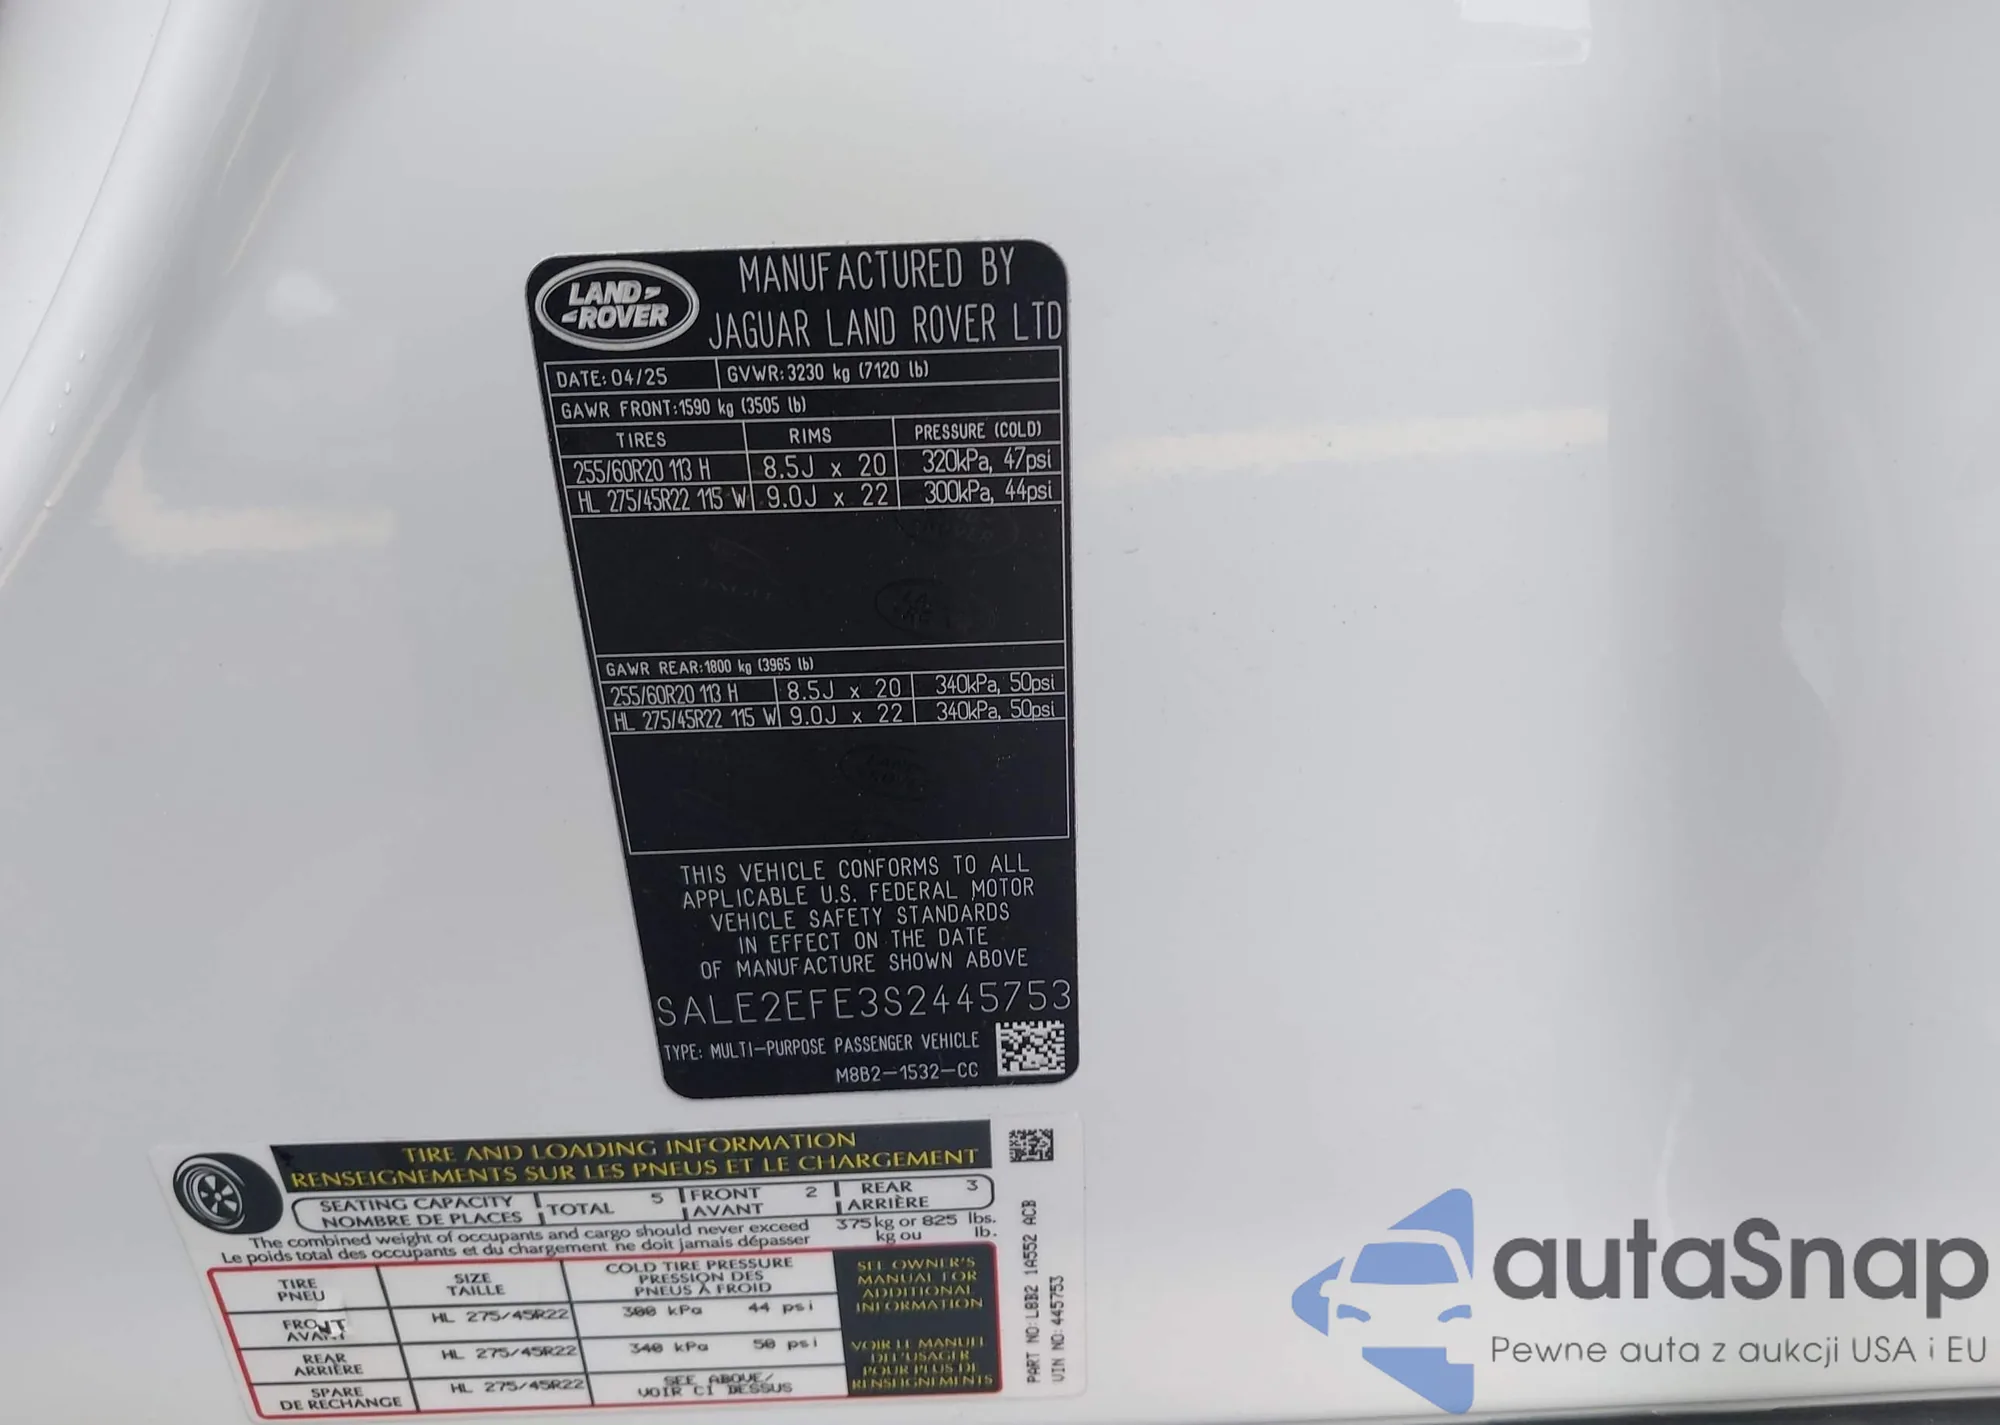 LAND-
-ROVER
MANUFACTURED BY
JAGUAR LAND ROVER LTD
DATE: 04/25 GVWR: 3230 kg (7120 lb)
GAWR FRONT: 1590 kg (3505 lb)
TIRES RIMS PRESSURE (COLD)
255/60R20 113 H 8.5J x 20 320kPa, 47psi
HL 275/45R22 115 W 9.0J x 22 300kPa, 44psi
GAWR REAR: 1800 kg (3965 lb)
255/60R20 113 H 8.5J x 20 340kPa, 50psi
HL 275/45R22 115 W 9.0J x 22 340kPa, 50psi
THIS VEHICLE CONFORMS TO ALL
APPLICABLE U.S. FEDERAL MOTOR
VEHICLE SAFETY STANDARDS
IN EFFECT ON THE DATE
OF MANUFACTURE SHOWN ABOVE
SALE2EFE3S2445753
TYPE: MULTI-PURPOSE PASSENGER VEHICLE
M8B2-1532-CC
TIRE AND LOADING INFORMATION
RENSEIGNEMENTS SUR LES PNEUS ET LE CHARGEMENT
SEATING CAPACITY TOTAL 5 FRONT 2 REAR 3
NOMBRE DE PLACES AVANT ARRIÈRE
The combined weight of occupants and cargo should never exceed 375 kg or 825 lbs.
Le poids total des occupants et du chargement ne doit jamais dépasser kg ou lb.
TIRE SIZE COLD TIRE PRESSURE
PNEU TAILLE PRESSION DES
PNEUS À FROID
FRONT HL 275/45R22 300 kPa 44 psi
AVANT
REAR HL 275/45R22 340 kPa 50 psi
ARRIÈRE
SPARE HL 275/45R22 SEE ABOVE/
DE RECHANGE VOIR CI DESSUS
SEE OWNER'S
MANUAL FOR
ADDITIONAL
INFORMATION
VOIR LE MANUEL
DE L'USAGER
POUR PLUS DE
RENSEIGNEMENTS
PART NO: L8B2 1A552 ACB
VIN NO: 445753
autaSnap
Pewne auta z aukcji USA i EU